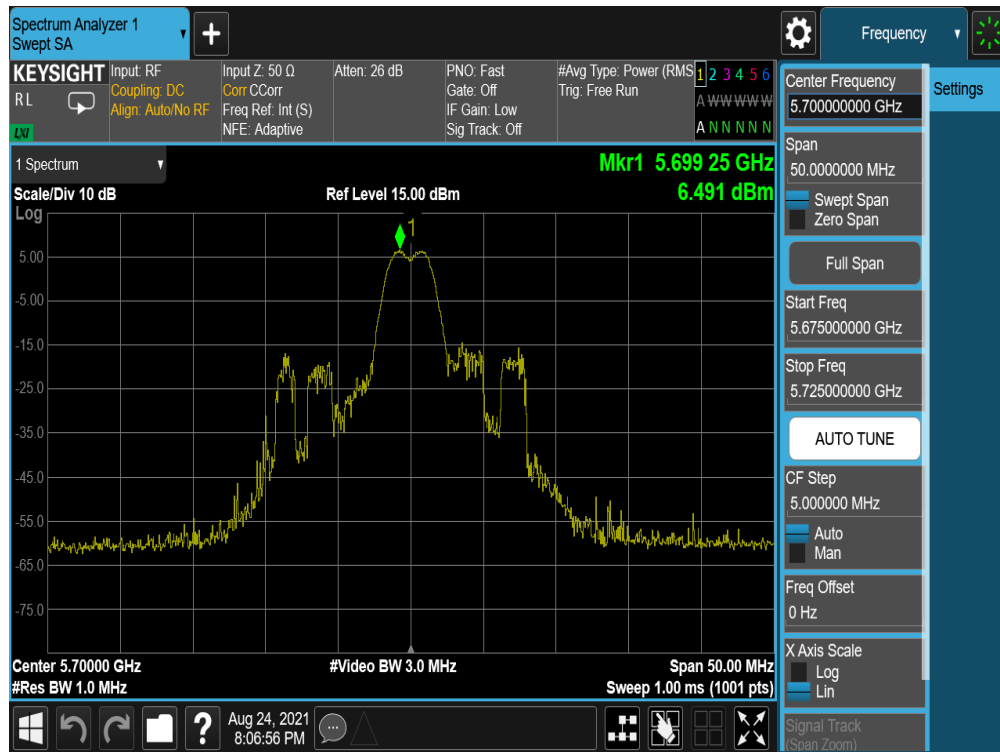 Spectrum Analyzer 1
Swept SA
+
Frequency
KEYSIGHT
RL
LXI
Input: RF
Coupling: DC
Align: Auto/No RF
Input Z: 50 Ω
Corr CCorr
Freq Ref: Int (S)
NFE: Adaptive
Atten: 26 dB
PNO: Fast
Gate: Off
IF Gain: Low
Sig Track: Off
#Avg Type: Power (RMS
Trig: Free Run
1 2 3 4 5 6
A W W W W W
A N N N N N
1 Spectrum
Scale/Div 10 dB
Log
Ref Level 15.00 dBm
Mkr1 5.699 25 GHz
6.491 dBm
1
5.00
-5.00
-15.0
-25.0
-35.0
-45.0
-55.0
-65.0
-75.0
Center 5.70000 GHz
#Res BW 1.0 MHz
#Video BW 3.0 MHz
Span 50.00 MHz
Sweep 1.00 ms (1001 pts)
?
Aug 24, 2021
8:06:56 PM
Center Frequency
5.700000000 GHz
Settings
Span
50.0000000 MHz
Swept Span
Zero Span
Full Span
Start Freq
5.675000000 GHz
Stop Freq
5.725000000 GHz
AUTO TUNE
CF Step
5.000000 MHz
Auto
Man
Freq Offset
0 Hz
X Axis Scale
Log
Lin
Signal Track
(Span Zoom)